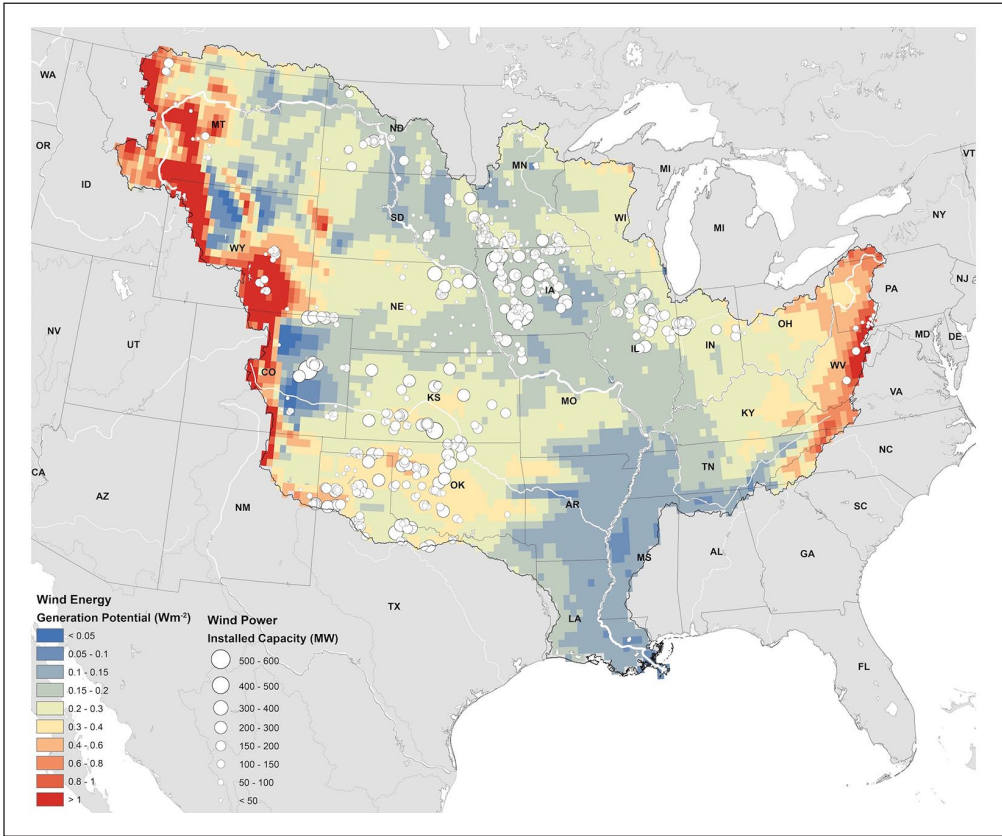 WA
MT
ND
MN
MI
VT
OR
ID
SD
WI
MI
NY
WY
NE
IA
PA
NJ
NV
UT
CO
IL
IN
OH
MD
DE
WV
VA
KS
MO
KY
CA
AZ
NM
OK
AR
TN
NC
SC
MS
AL
GA
TX
LA
FL
Wind Energy
Generation Potential (Wm-2)
< 0.05
0.05 - 0.1
0.1 - 0.15
0.15 - 0.2
0.2 - 0.3
0.3 - 0.4
0.4 - 0.6
0.6 - 0.8
0.8 - 1
> 1
Wind Power
Installed Capacity (MW)
500 - 600
400 - 500
300 - 400
200 - 300
150 - 200
100 - 150
50 - 100
< 50